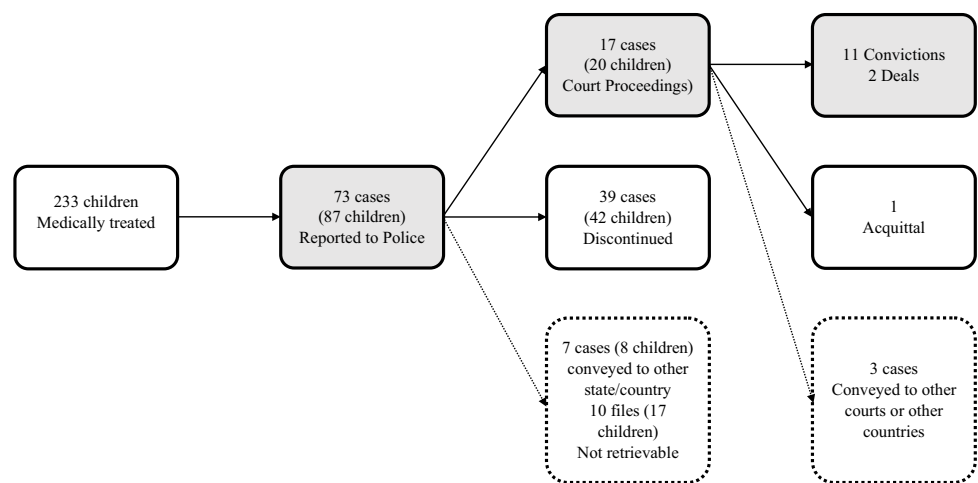 233 children
Medically treated
73 cases
(87 children)
Reported to Police
17 cases
(20 children)
Court Proceedings)
39 cases
(42 children)
Discontinued
7 cases (8 children)
conveyed to other
state/country
10 files (17
children)
Not retrievable
11 Convictions
2 Deals
1
Acquittal
3 cases
Conveyed to other
courts or other
countries